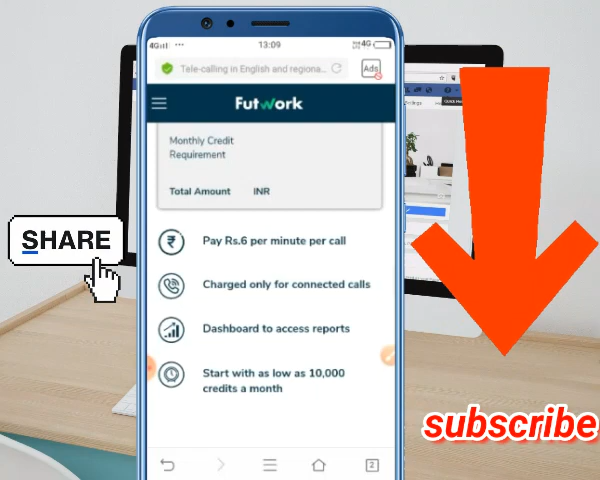 4G
13:09
4G
Tele-calling in English and regiona...
Ads
Futwork
Monthly Credit
Requirement
Total Amount INR
SHARE
Pay Rs.6 per minute per call
Charged only for connected calls
Dashboard to access reports
Start with as low as 10,000
credits a month
2
subscribe